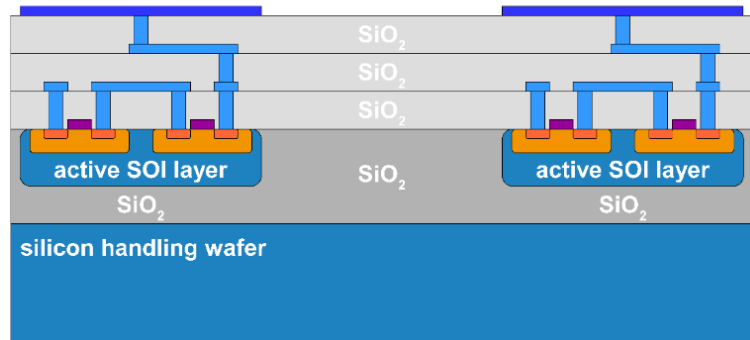 SiO₂
SiO₂
SiO₂
active SOI layer
SiO₂
active SOI layer
SiO₂
SiO₂
silicon handling wafer